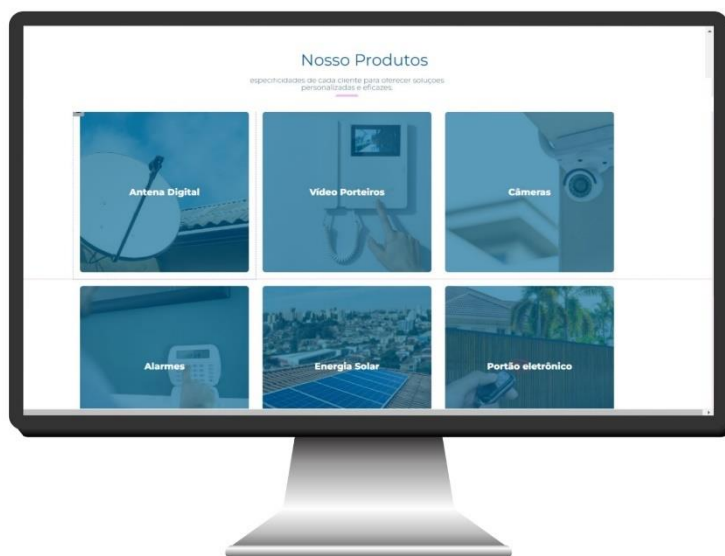 Nosso Produtos
especificidades de cada cliente para oferecer soluções
personalizadas e eficazes.
Antena Digital
Vídeo Porteiros
Câmeras
Alarmes
Energia Solar
Portão eletrônico